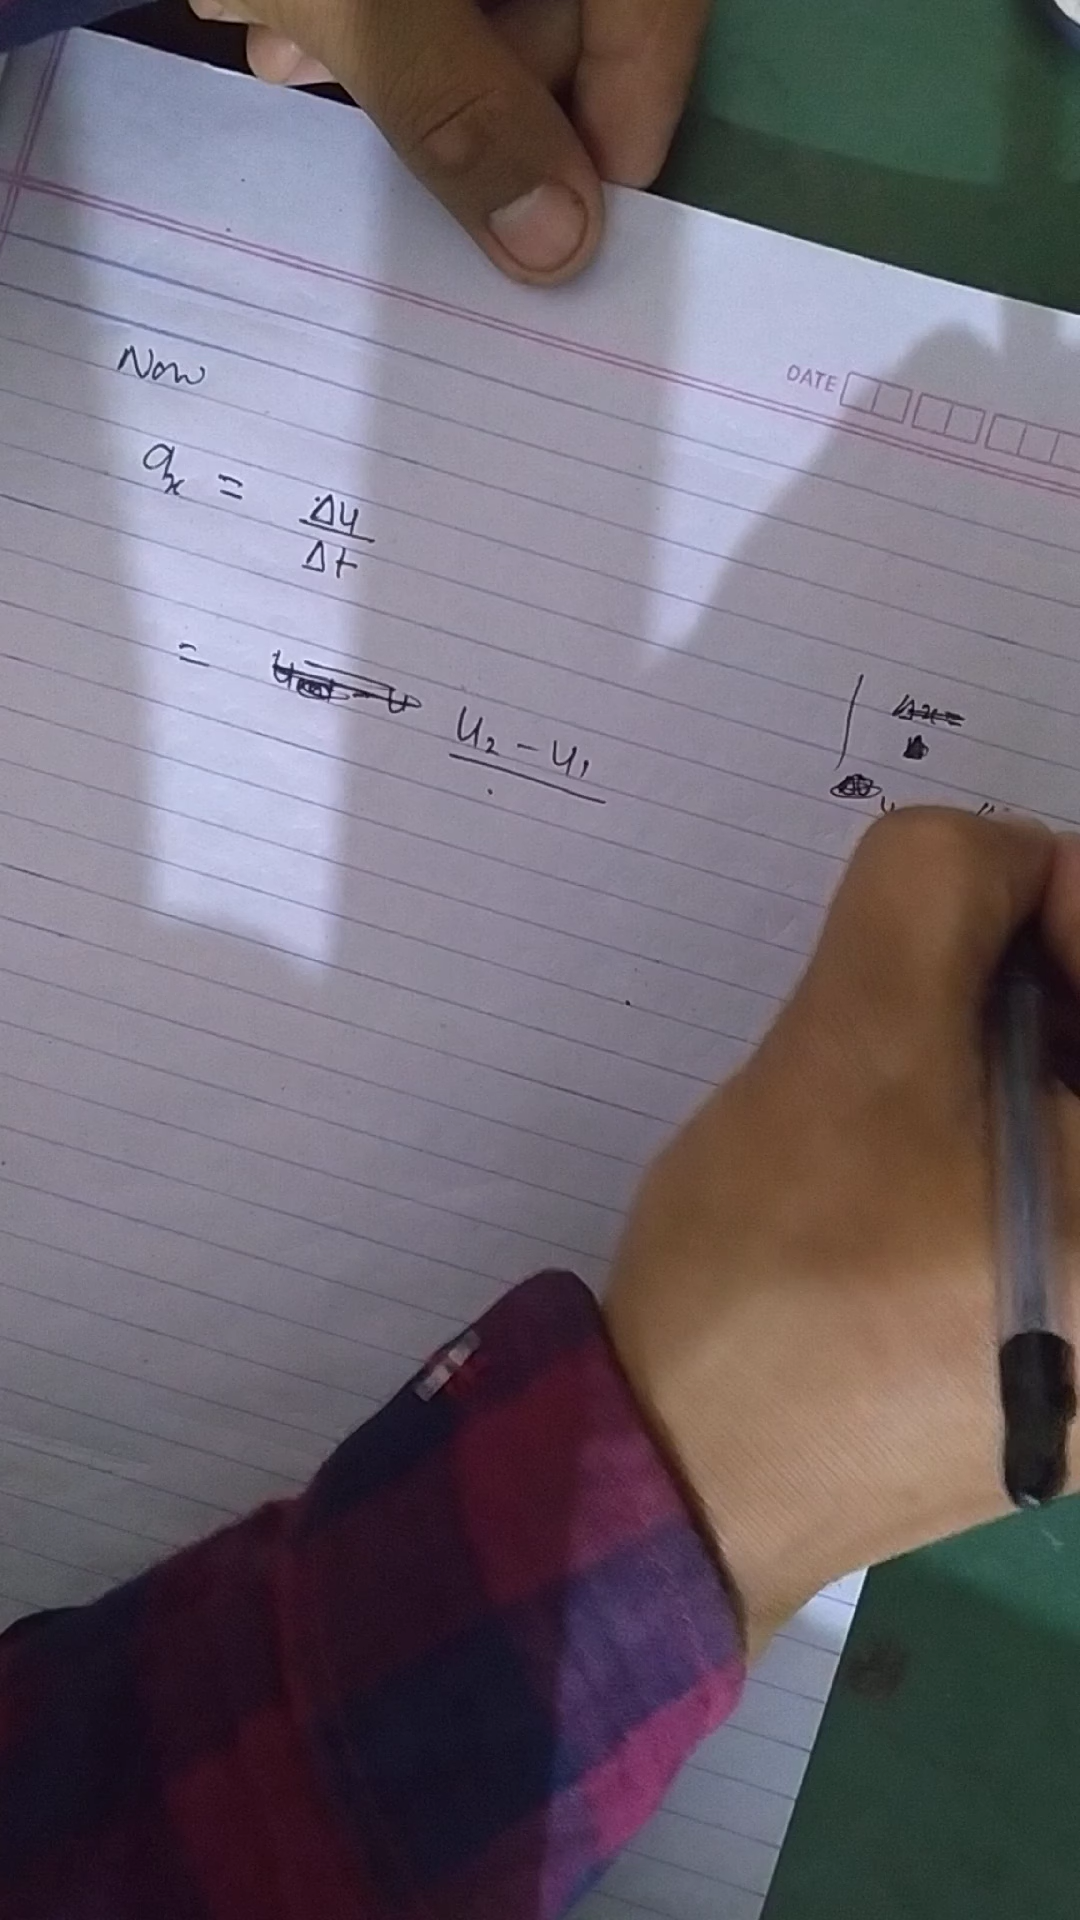 DATE
Now
aₓ = Δu
Δt
=
u₂ - u₁